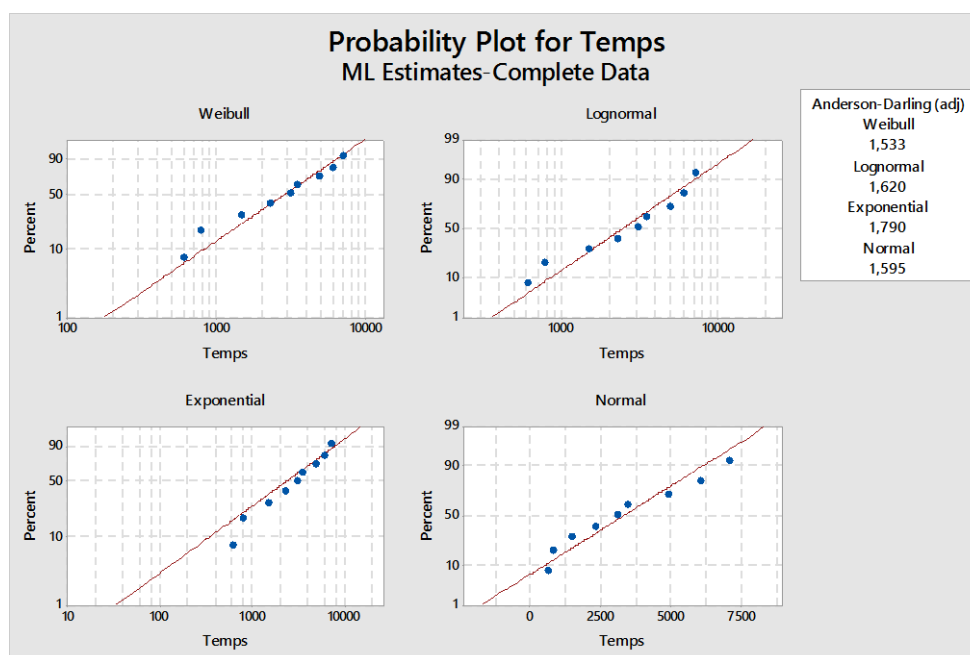 Probability Plot for Temps
ML Estimates-Complete Data
Weibull
Percent
90
50
10
1
100
1000
10000
Temps
Lognormal
Percent
99
90
50
10
1
1000
10000
Temps
Anderson-Darling (adj)
Weibull
1,533
Lognormal
1,620
Exponential
1,790
Normal
1,595
Exponential
Percent
90
50
10
1
10
100
1000
10000
Temps
Normal
Percent
99
90
50
10
1
0
2500
5000
7500
Temps